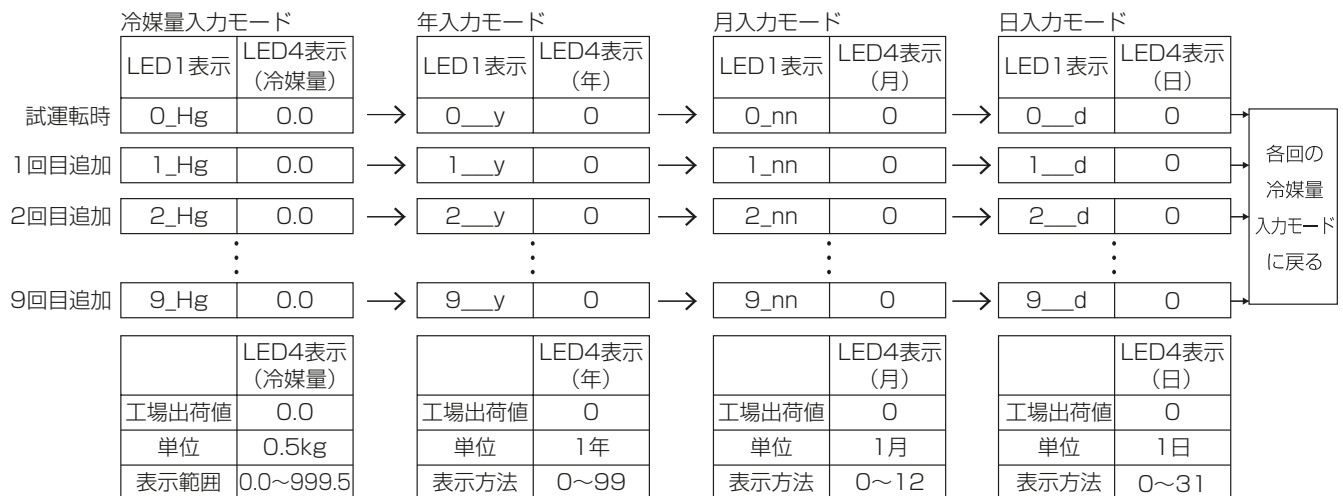 冷媒量入力モード 年入力モード 月入力モード 日入力モード
LED1表示 LED4表示(冷媒量) LED1表示 LED4表示(年) LED1表示 LED4表示(月) LED1表示 LED4表示(日)
試運転時 0_Hg 0.0 → 0__y 0 → 0_nn 0 → 0__d 0
1回目追加 1_Hg 0.0 → 1__y 0 → 1_nn 0 → 1__d 0
2回目追加 2_Hg 0.0 → 2__y 0 → 2_nn 0 → 2__d 0
9回目追加 9_Hg 0.0 → 9__y 0 → 9_nn 0 → 9__d 0
各回の
冷媒量
入力モード
に戻る
LED4表示(冷媒量) LED4表示(年) LED4表示(月) LED4表示(日)
工場出荷値 0.0 工場出荷値 0 工場出荷値 0 工場出荷値 0
単位 0.5kg 単位 1年 単位 1月 単位 1日
表示範囲 0.0〜999.5 表示方法 0〜99 表示方法 0〜12 表示方法 0〜31